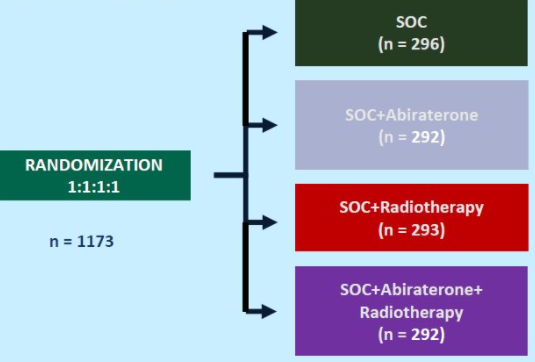 SOC
(n = 296)
SOC+Abiraterone
(n = 292)
RANDOMIZATION
1:1:1:1
n = 1173
SOC+Radiotherapy
(n = 293)
SOC+Abiraterone+
Radiotherapy
(n = 292)